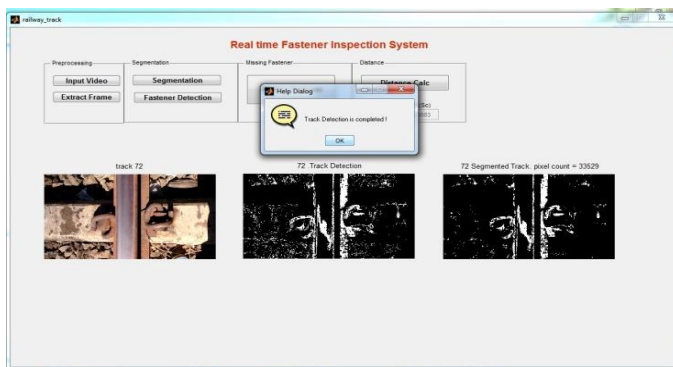 railway_track
Real time Fastener Inspection System
Preprocessing
Segmentation
Missing Fastener
Distance
Input Video
Segmentation
Distance Calc
Extract Frame
Fastener Detection
Help Dialog
Track Detection is completed !
OK
track 72
72 .Track Detection
72 Segmented Track. pixel count = 33529